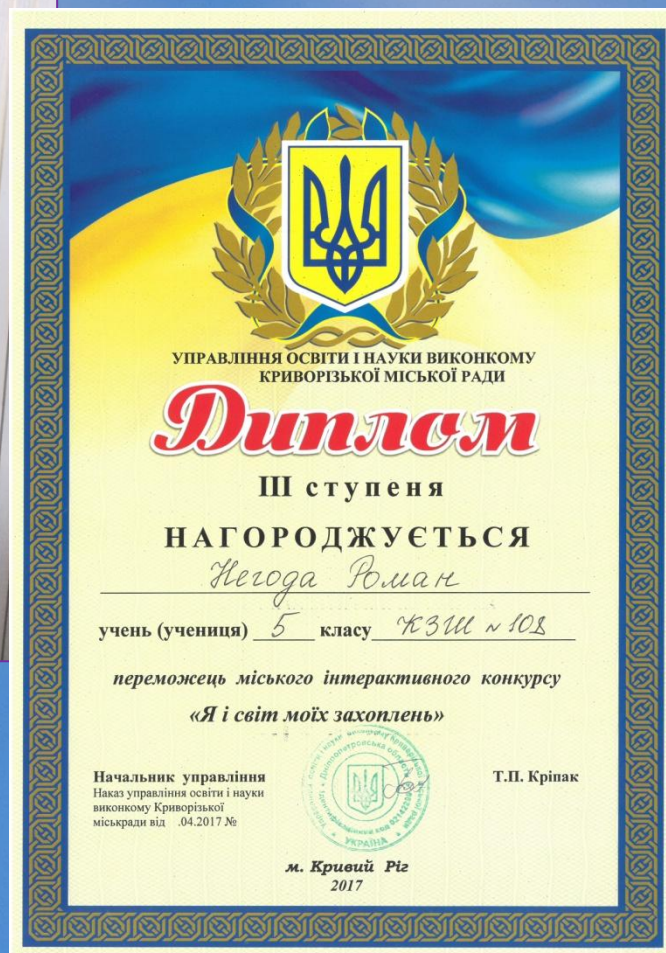 УПРАВЛІННЯ ОСВІТИ І НАУКИ ВИКОНКОМУ
КРИВОРІЗЬКОЇ МІСЬКОЇ РАДИ
Диплом
ІІІ ступеня
НАГОРОДЖУЄТЬСЯ
Негода Роман
учень (учениця) 5 класу КЗШ № 108
переможець міського інтерактивного конкурсу
«Я і світ моїх захоплень»
Начальник управління
Т.П. Кріпак
Наказ управління освіти і науки
виконкому Криворізької
міськради від .04.2017 №
УКРАЇНА
м. Кривий Ріг
2017